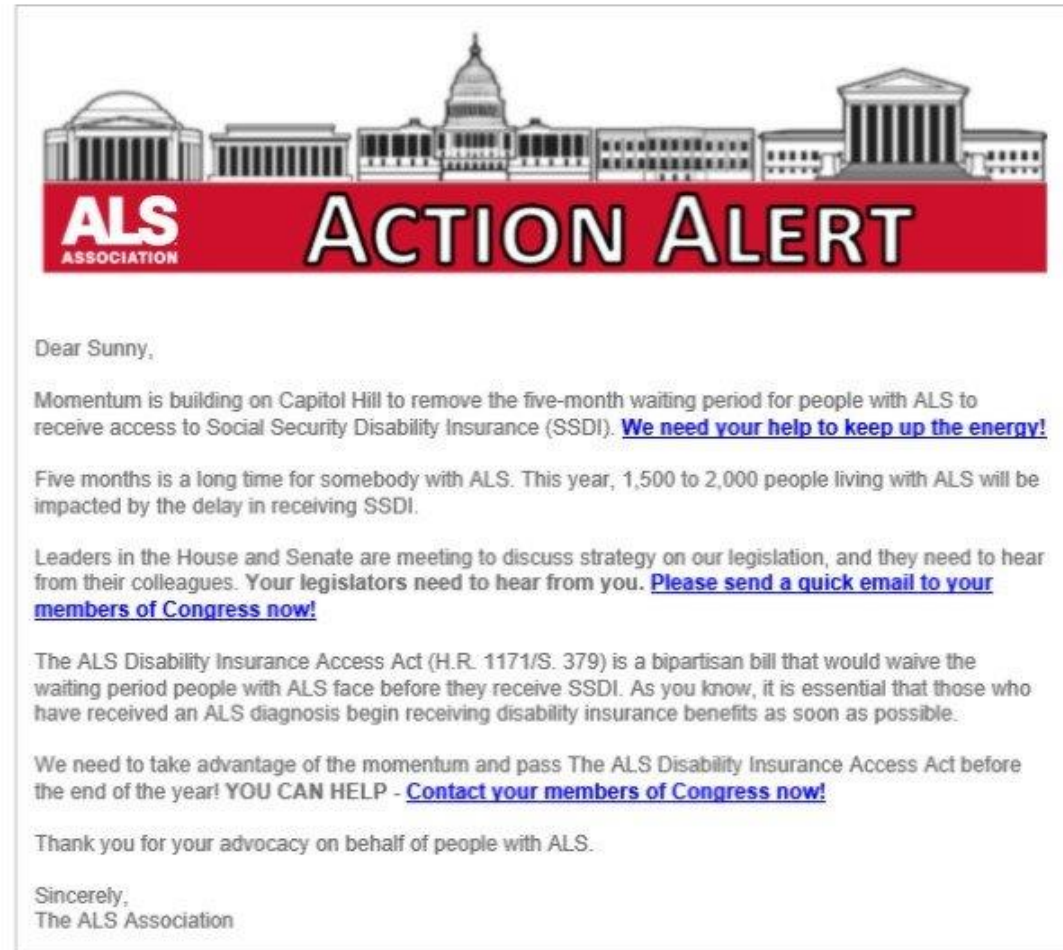 ALS
ASSOCIATION
ACTION ALERT
Dear Sunny,
Momentum is building on Capitol Hill to remove the five-month waiting period for people with ALS to
receive access to Social Security Disability Insurance (SSDI). We need your help to keep up the energy!
Five months is a long time for somebody with ALS. This year, 1,500 to 2,000 people living with ALS will be
impacted by the delay in receiving SSDI.
Leaders in the House and Senate are meeting to discuss strategy on our legislation, and they need to hear
from their colleagues. Your legislators need to hear from you. Please send a quick email to your
members of Congress now!
The ALS Disability Insurance Access Act (H.R. 1171/S. 379) is a bipartisan bill that would waive the
waiting period people with ALS face before they receive SSDI. As you know, it is essential that those who
have received an ALS diagnosis begin receiving disability insurance benefits as soon as possible.
We need to take advantage of the momentum and pass The ALS Disability Insurance Access Act before
the end of the year! YOU CAN HELP - Contact your members of Congress now!
Thank you for your advocacy on behalf of people with ALS.
Sincerely,
The ALS Association